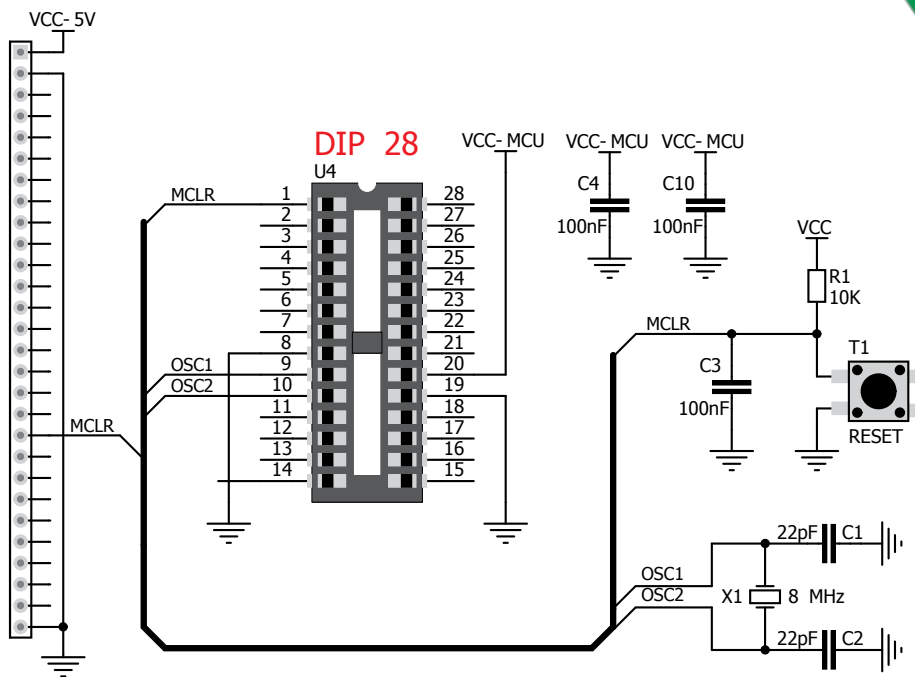 VCC-5V
DIP 28
U4
VCC-MCU
VCC-MCU
VCC-MCU
C4
C10
100nF
100nF
MCLR
1
28
2
27
3
26
4
25
5
24
6
23
7
22
8
21
OSC1
9
20
OSC2
10
19
11
18
MCLR
12
17
13
16
14
15
VCC
R1
10K
MCLR
T1
C3
100nF
RESET
22pF
C1
OSC1
X1
8 MHz
OSC2
22pF
C2